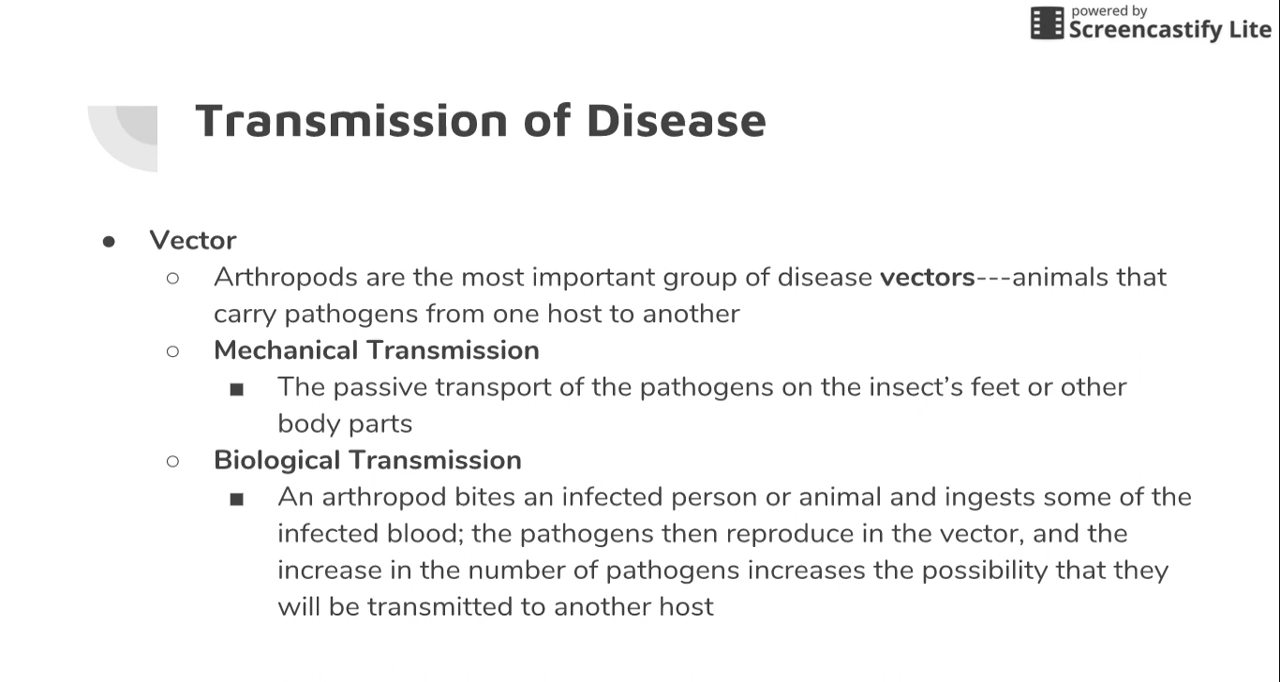 powered by
Screencastify Lite
Transmission of Disease
● Vector
○ Arthropods are the most important group of disease vectors---animals that
carry pathogens from one host to another
○ Mechanical Transmission
■ The passive transport of the pathogens on the insect’s feet or other
body parts
○ Biological Transmission
■ An arthropod bites an infected person or animal and ingests some of the
infected blood; the pathogens then reproduce in the vector, and the
increase in the number of pathogens increases the possibility that they
will be transmitted to another host